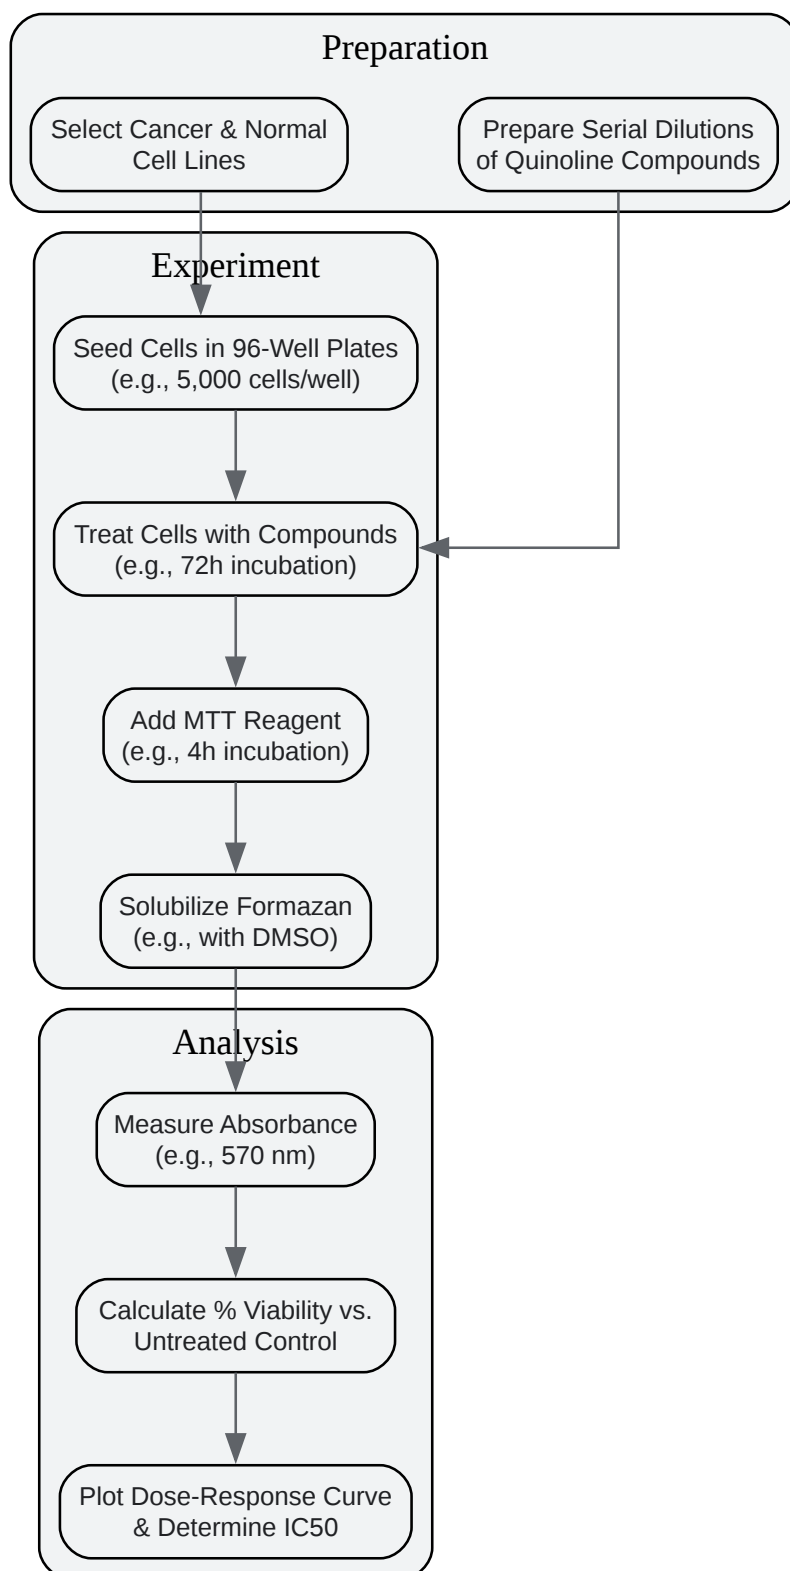 Preparation
Select Cancer & Normal
Cell Lines
Prepare Serial Dilutions
of Quinoline Compounds
Experiment
Seed Cells in 96-Well Plates
(e.g., 5,000 cells/well)
Treat Cells with Compounds
(e.g., 72h incubation)
Add MTT Reagent
(e.g., 4h incubation)
Solubilize Formazan
(e.g., with DMSO)
Analysis
Measure Absorbance
(e.g., 570 nm)
Calculate % Viability vs.
Untreated Control
Plot Dose-Response Curve
& Determine IC50